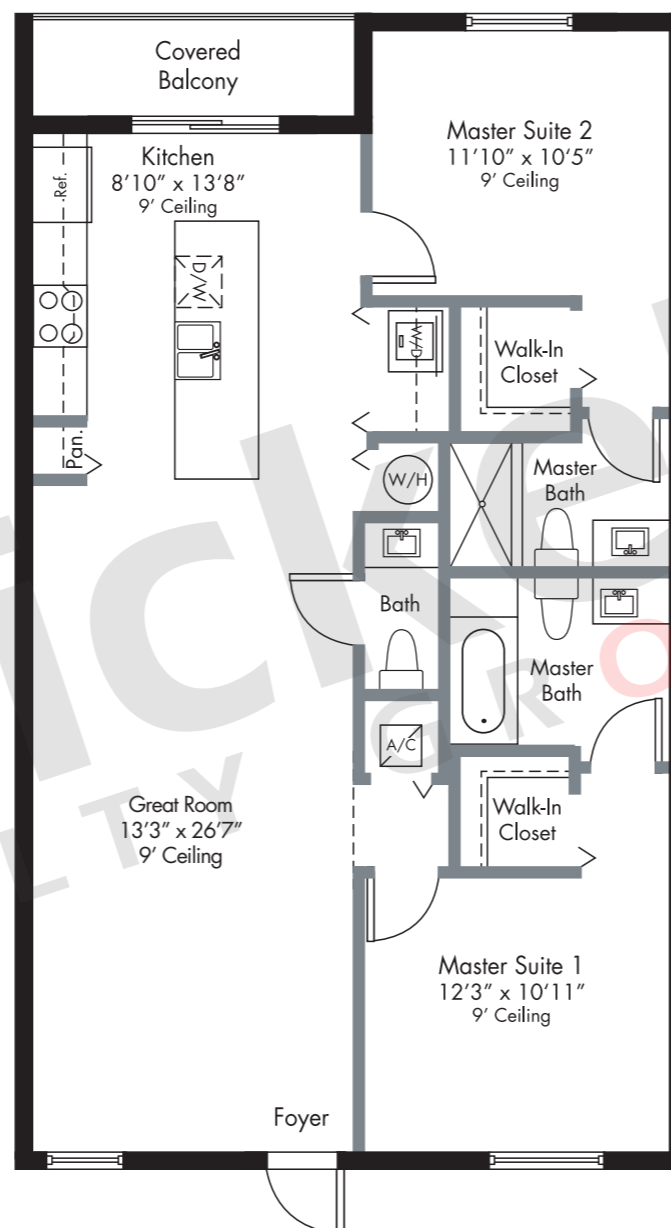 Covered
Balcony
Master Suite 2
11'10" x 10'5"
9' Ceiling
Kitchen
8'10" x 13'8"
9' Ceiling
Ref.
D/W
W/D
Walk-In
Closet
Pan.
W/H
Master
Bath
Bath
Master
Bath
A/C
Great Room
13'3" x 26'7"
9' Ceiling
Walk-In
Closet
Master Suite 1
12'3" x 10'11"
9' Ceiling
Foyer